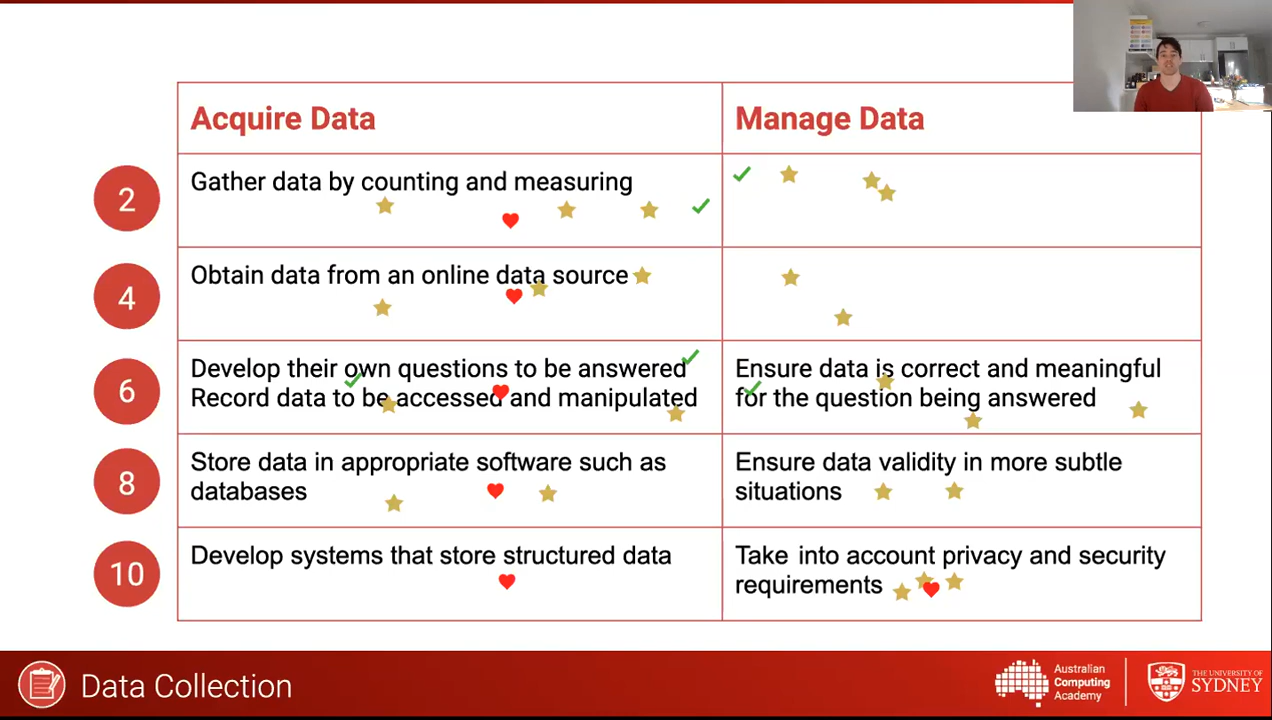 Acquire Data
Manage Data
2
Gather data by counting and measuring
4
Obtain data from an online data source
6
Develop their own questions to be answered
Record data to be accessed and manipulated
Ensure data is correct and meaningful
for the question being answered
8
Store data in appropriate software such as
databases
Ensure data validity in more subtle
situations
10
Develop systems that store structured data
Take into account privacy and security
requirements
Data Collection
Australian
Computing
Academy
THE UNIVERSITY OF
SYDNEY